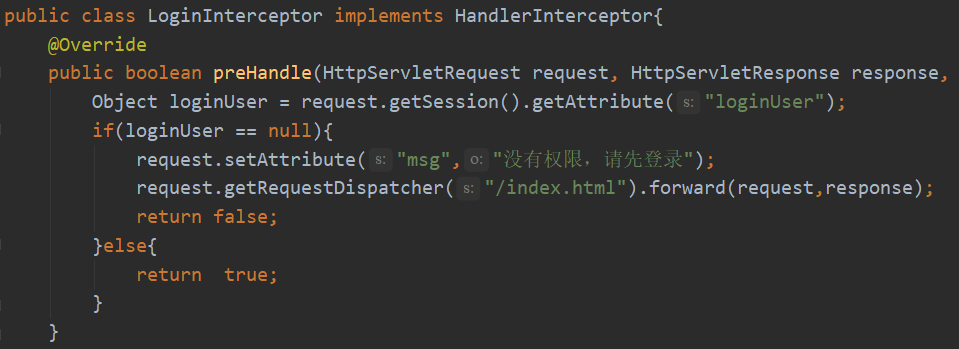 public class LoginInterceptor implements HandlerInterceptor{
@Override
public boolean preHandle(HttpServletRequest request, HttpServletResponse response,
Object loginUser = request.getSession().getAttribute( s: "loginUser");
if(loginUser == null){
request.setAttribute( s: "msg", o: "没有权限，请先登录");
request.getRequestDispatcher( s: "/index.html").forward(request,response);
return false;
}else{
return  true;
}
}